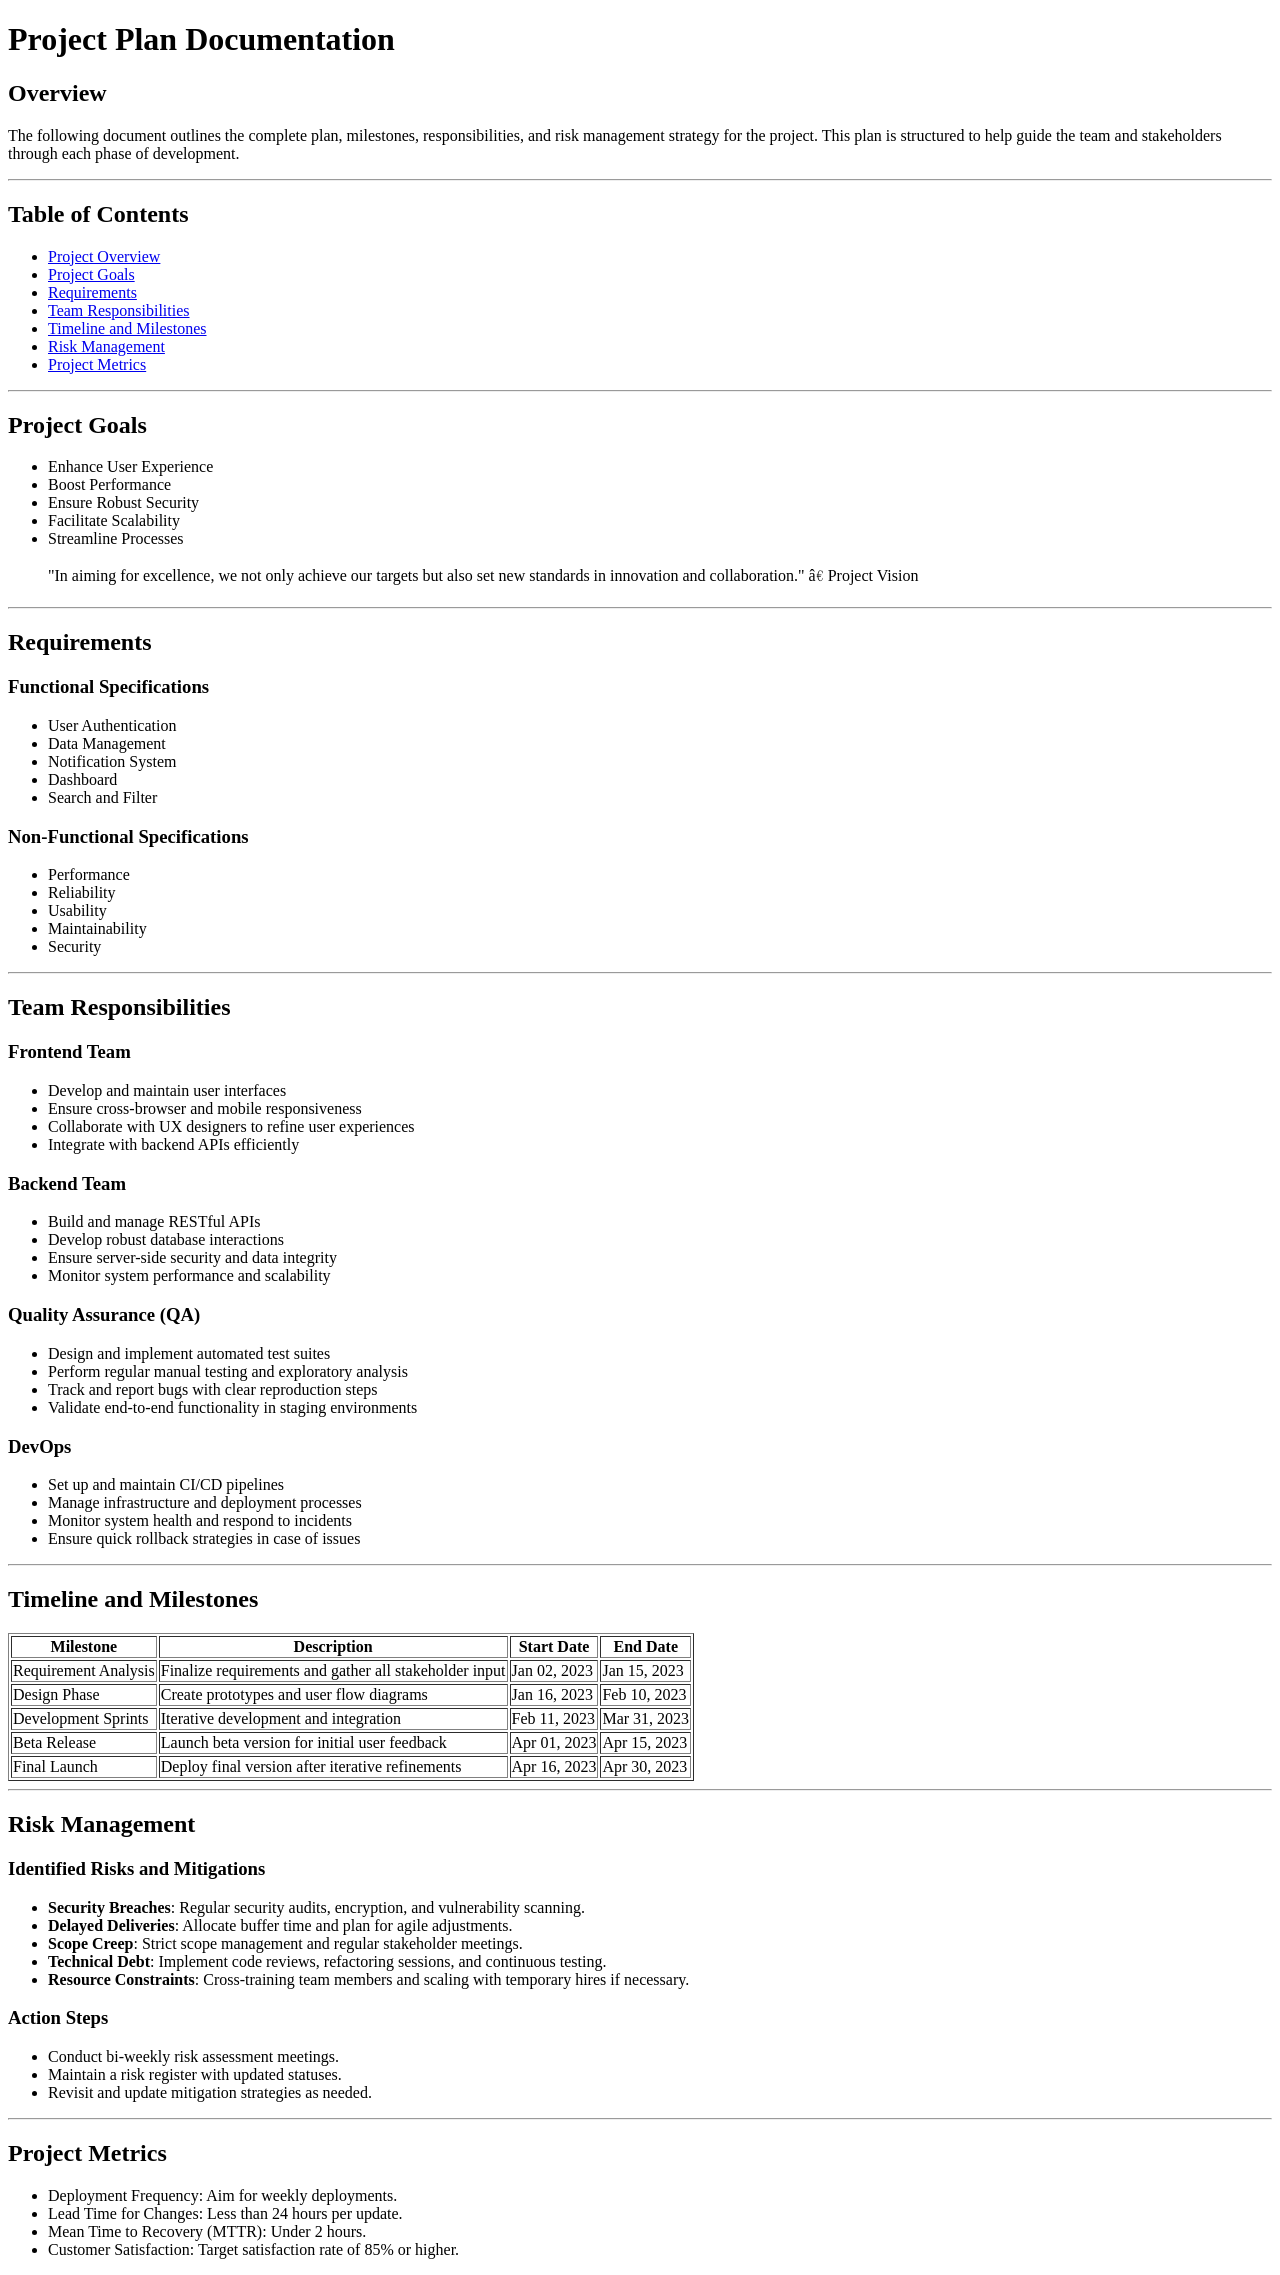 Project Plan Documentation
Overview
The following document outlines the complete plan, milestones, responsibilities, and risk management strategy for the project. This plan is structured to help guide the team and stakeholders
through each phase of development.
Table of Contents
Project Overview
Project Goals
Requirements
Team Responsibilities
Timeline and Milestones
Risk Management
Project Metrics
Project Goals
Enhance User Experience
Boost Performance
Ensure Robust Security
Facilitate Scalability
Streamline Processes
"In aiming for excellence, we not only achieve our targets but also set new standards in innovation and collaboration." â€ Project Vision
Requirements
Functional Specifications
User Authentication
Data Management
Notification System
Dashboard
Search and Filter
Non-Functional Specifications
Performance
Reliability
Usability
Maintainability
Security
Team Responsibilities
Frontend Team
Develop and maintain user interfaces
Ensure cross-browser and mobile responsiveness
Collaborate with UX designers to refine user experiences
Integrate with backend APIs efficiently
Backend Team
Build and manage RESTful APIs
Develop robust database interactions
Ensure server-side security and data integrity
Monitor system performance and scalability
Quality Assurance (QA)
Design and implement automated test suites
Perform regular manual testing and exploratory analysis
Track and report bugs with clear reproduction steps
Validate end-to-end functionality in staging environments
DevOps
Set up and maintain CI/CD pipelines
Manage infrastructure and deployment processes
Monitor system health and respond to incidents
Ensure quick rollback strategies in case of issues
Timeline and Milestones
Milestone Description Start Date End Date
Requirement Analysis Finalize requirements and gather all stakeholder input Jan 02, 2023 Jan 15, 2023
Design Phase Create prototypes and user flow diagrams Jan 16, 2023 Feb 10, 2023
Development Sprints Iterative development and integration Feb 11, 2023 Mar 31, 2023
Beta Release Launch beta version for initial user feedback Apr 01, 2023 Apr 15, 2023
Final Launch Deploy final version after iterative refinements Apr 16, 2023 Apr 30, 2023
Risk Management
Identified Risks and Mitigations
Security Breaches: Regular security audits, encryption, and vulnerability scanning.
Delayed Deliveries: Allocate buffer time and plan for agile adjustments.
Scope Creep: Strict scope management and regular stakeholder meetings.
Technical Debt: Implement code reviews, refactoring sessions, and continuous testing.
Resource Constraints: Cross-training team members and scaling with temporary hires if necessary.
Action Steps
Conduct bi-weekly risk assessment meetings.
Maintain a risk register with updated statuses.
Revisit and update mitigation strategies as needed.
Project Metrics
Deployment Frequency: Aim for weekly deployments.
Lead Time for Changes: Less than 24 hours per update.
Mean Time to Recovery (MTTR): Under 2 hours.
Customer Satisfaction: Target satisfaction rate of 85% or higher.